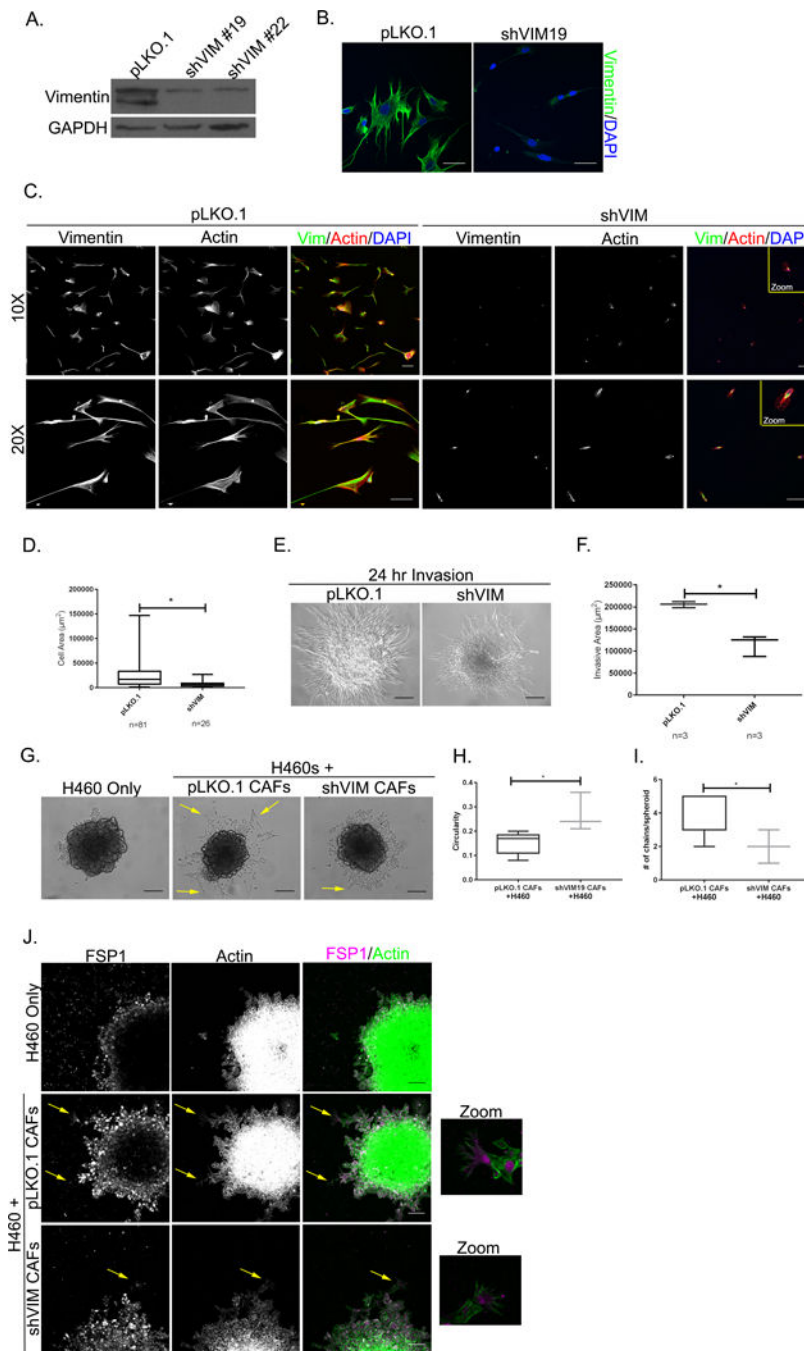 A.
pLKO.1
shVIM #19
shVIM #22
Vimentin
GAPDH
B.
pLKO.1
shVIM19
Vimentin/DAPI
C.
pLKO.1
shVIM
Vimentin
Actin
Vim/Actin/DAPI
Vimentin
Actin
Vim/Actin/DAPI
10X
Zoom
20X
Zoom
D.
Cell Area (µm²)
200000
150000
100000
50000
0
*
pLKO.1
shVIM
n=81
n=26
E.
24 hr Invasion
pLKO.1
shVIM
F.
Invasive Area (µm²)
250000
200000
150000
100000
50000
0
*
pLKO.1
shVIM
n=3
n=3
G.
H460s +
H460 Only
pLKO.1 CAFs
shVIM CAFs
H.
Circularity
0.4
0.3
0.2
0.1
0.0
*
pLKO.1 CAFs
+H460
shVIM19 CAFs
+H460
I.
# of chains/spheroid
6
4
2
0
*
pLKO.1 CAFs
+H460
shVIM CAFs
+H460
J.
FSP1
Actin
FSP1/Actin
H460 Only
H460 +
pLKO.1 CAFs
Zoom
shVIM CAFs
Zoom